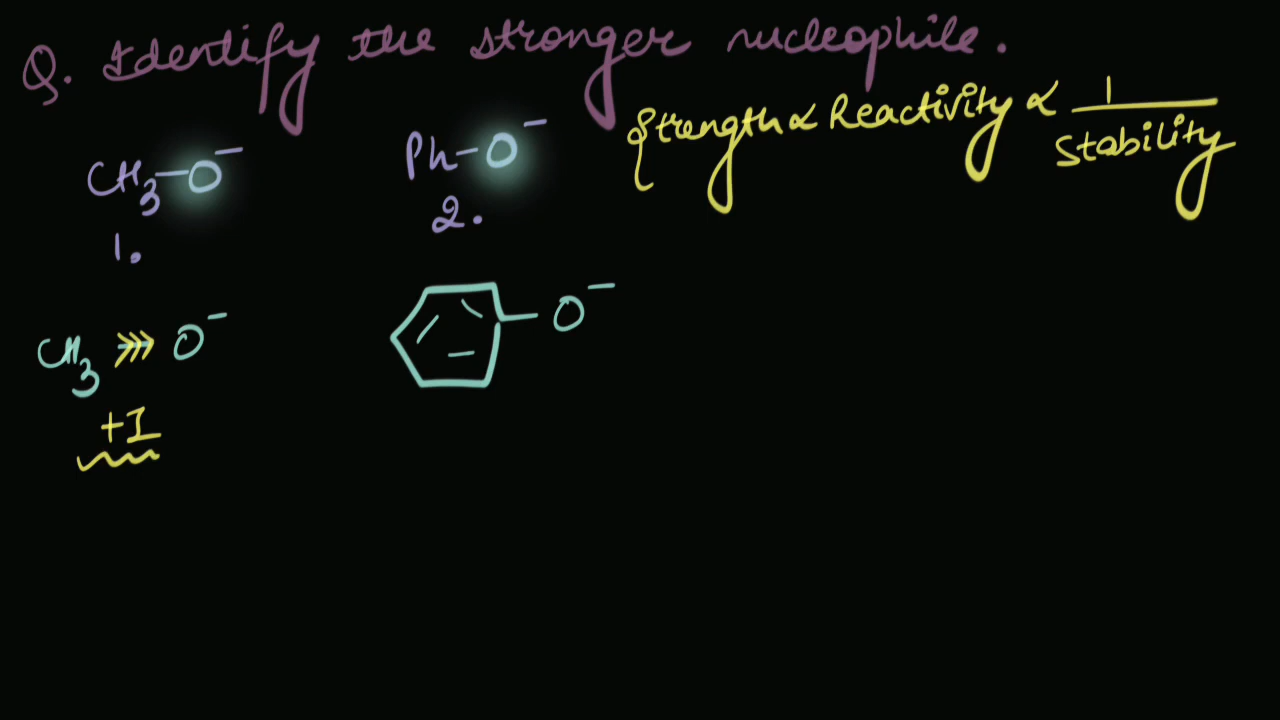 Q. Identify the stronger nucleophile.
Strength ∝ Reactivity ∝ 1/Stability
CH₃-O⁻
Ph-O⁻
1.
2.
CH₃ O⁻
O⁻
+I